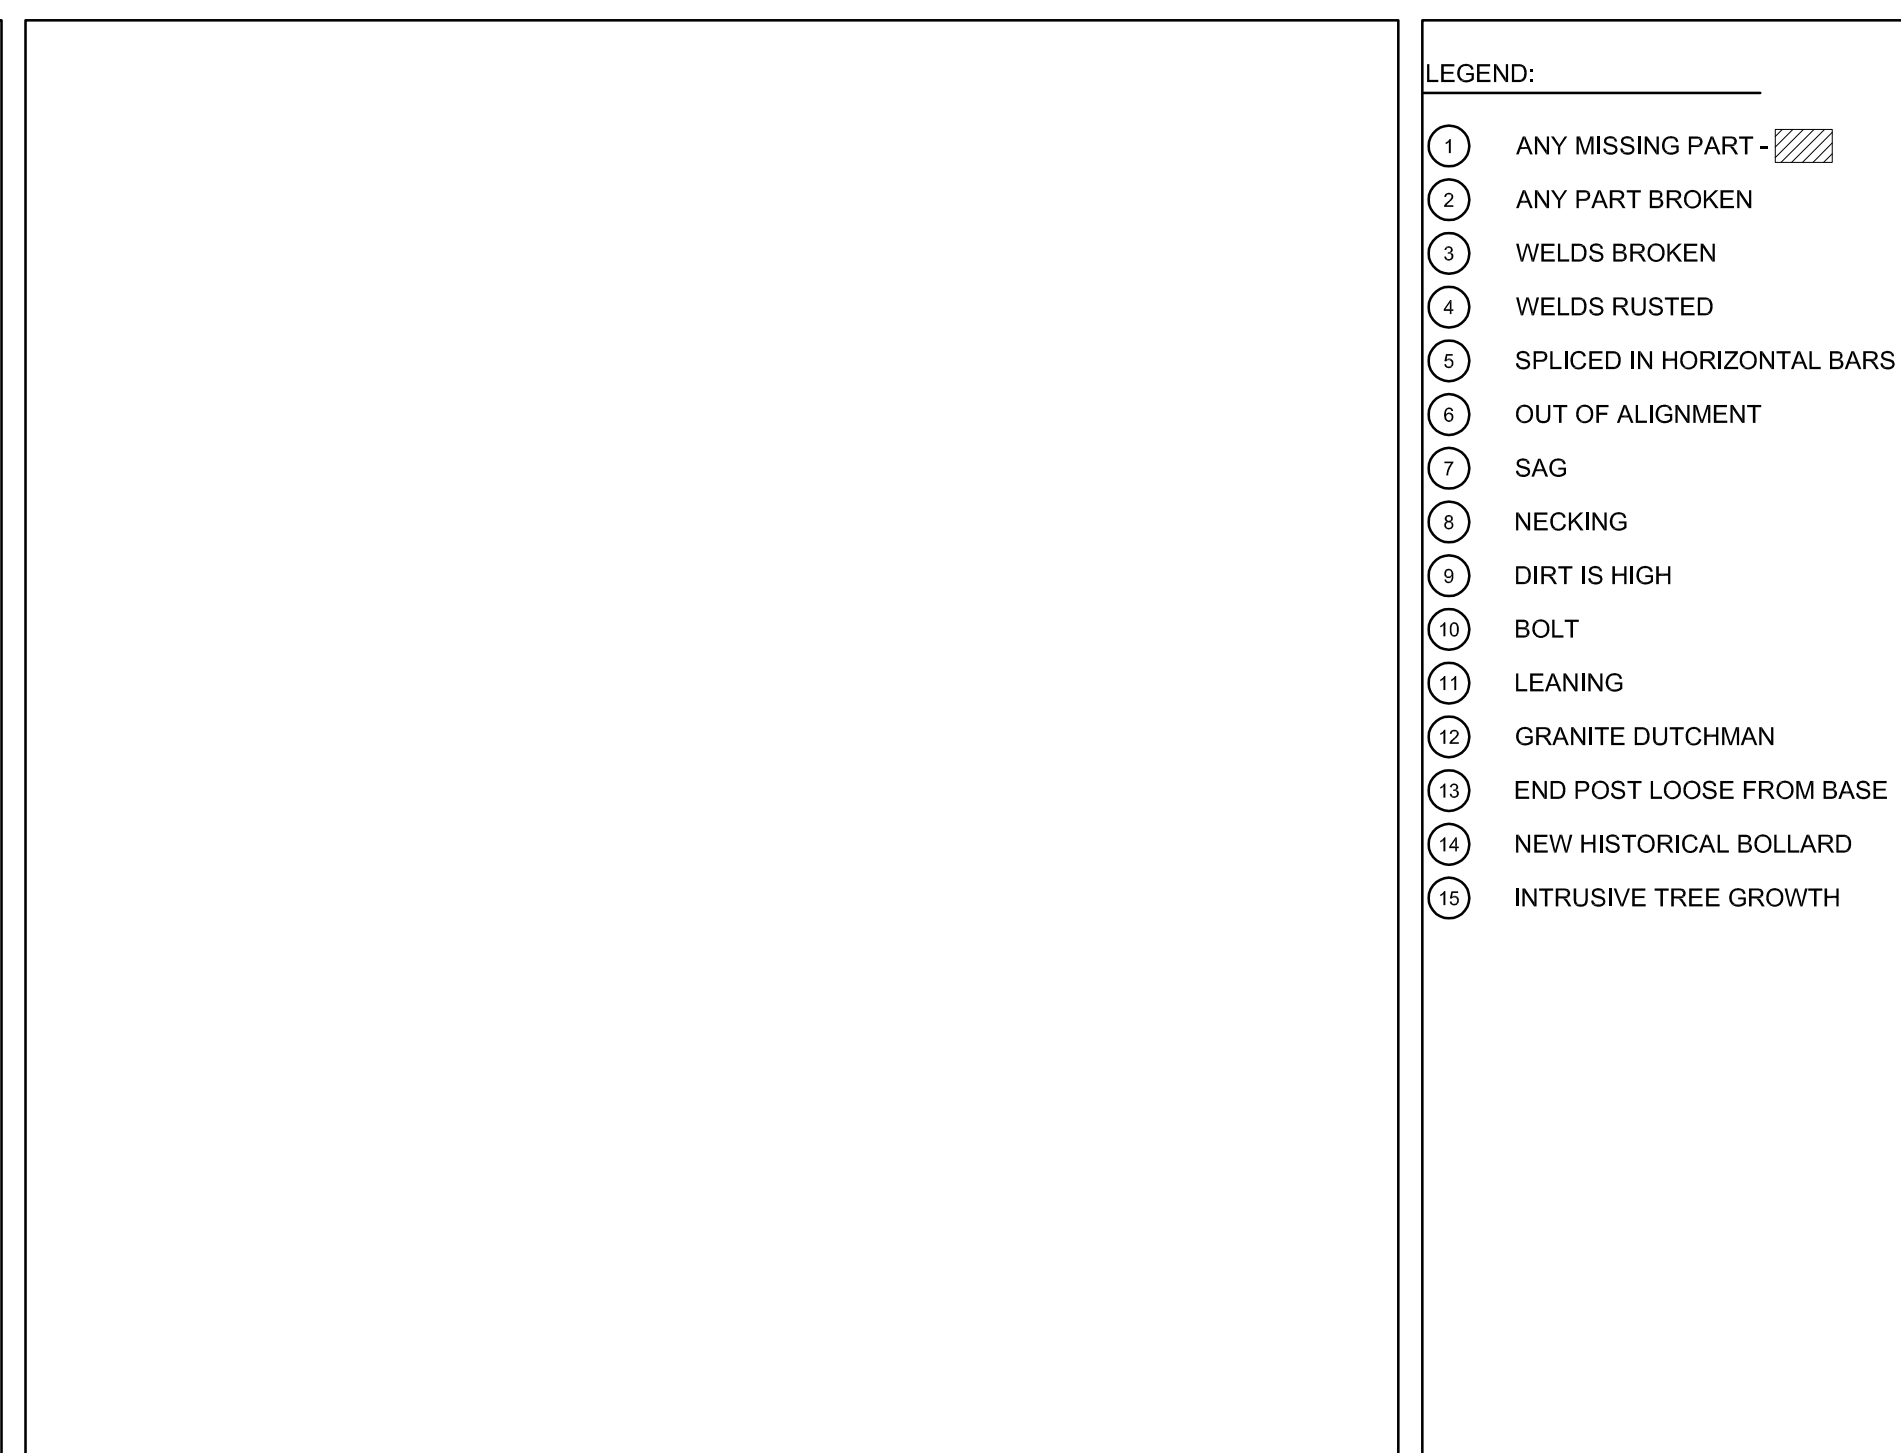 LEGEND:
1 ANY MISSING PART -
2 ANY PART BROKEN
3 WELDS BROKEN
4 WELDS RUSTED
5 SPLICED IN HORIZONTAL BARS
6 OUT OF ALIGNMENT
7 SAG
8 NECKING
9 DIRT IS HIGH
10 BOLT
11 LEANING
12 GRANITE DUTCHMAN
13 END POST LOOSE FROM BASE
14 NEW HISTORICAL BOLLARD
15 INTRUSIVE TREE GROWTH